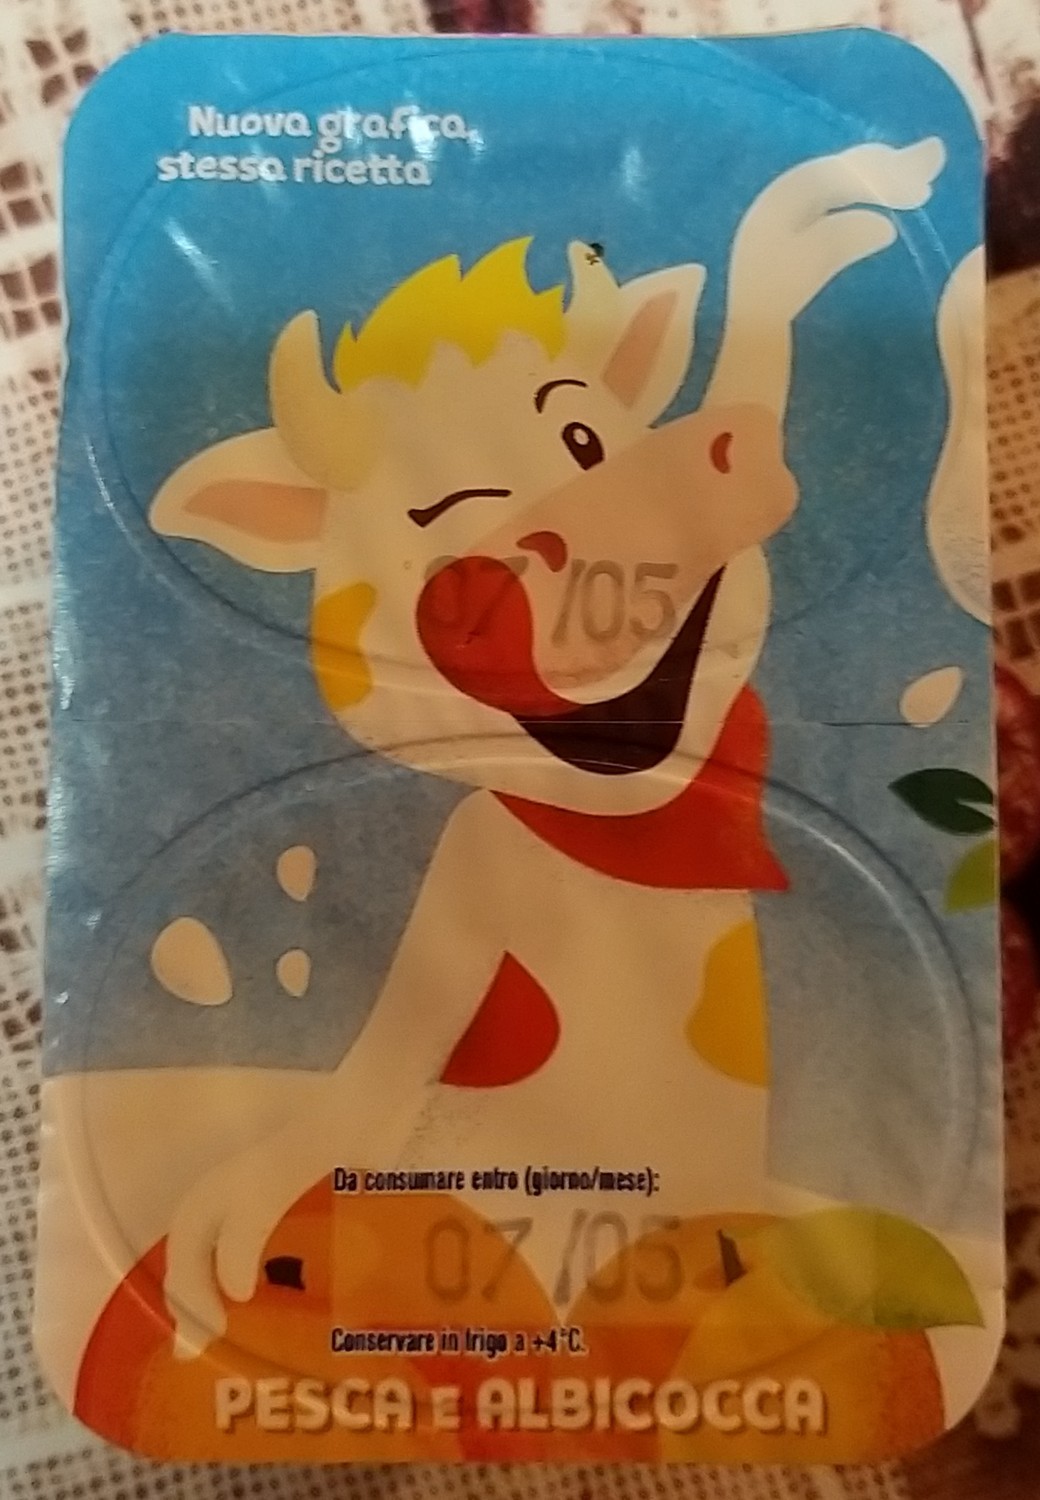 Nuova grafica,
stessa ricetta
07/05
Da consumare entro (giorno/mese):
07/05
Conservare in frigo a +4°C.
PESCA E ALBICOCCA